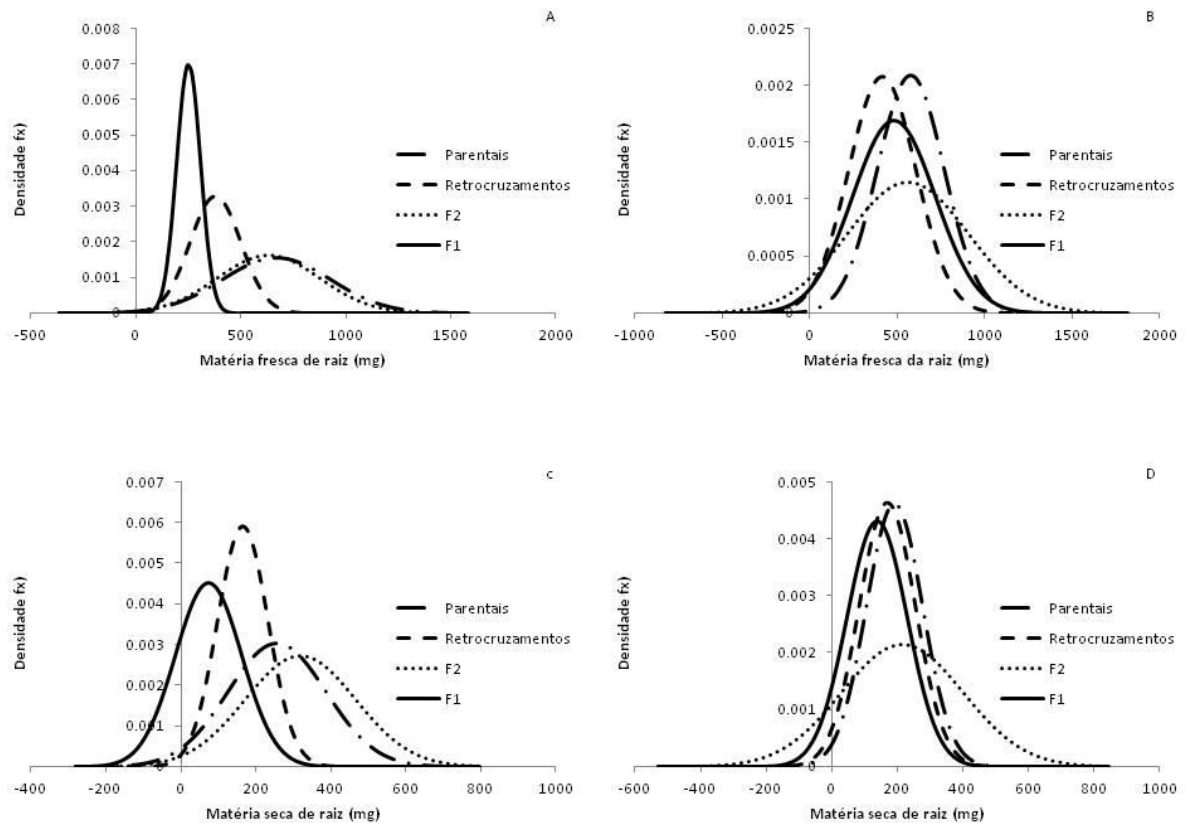 A
0.008
0.007
0.006
0.005
0.004
0.003
0.002
0.001
0
Densidade fx)
-500 0 500 1000 1500 2000
Matéria fresca de raiz (mg)
Parentais
Retrocruzamentos
F2
F1
B
0.0025
0.002
0.0015
0.001
0.0005
0
Densidade fx)
-1000 -500 0 500 1000 1500 2000
Matéria fresca da raiz (mg)
Parentais
Retrocruzamentos
F2
F1
c
0.007
0.006
0.005
0.004
0.003
0.002
0.001
0.000
Densidade fx)
-400 -200 0 200 400 600 800 1000
Matéria seca de raiz (mg)
Parentais
Retrocruzamentos
F2
F1
D
0.005
0.004
0.003
0.002
0.001
0
Densidade fx)
-600 -400 -200 0 200 400 600 800 1000
Matéria seca de raiz (mg)
Parentais
Retrocruzamentos
F2
F1